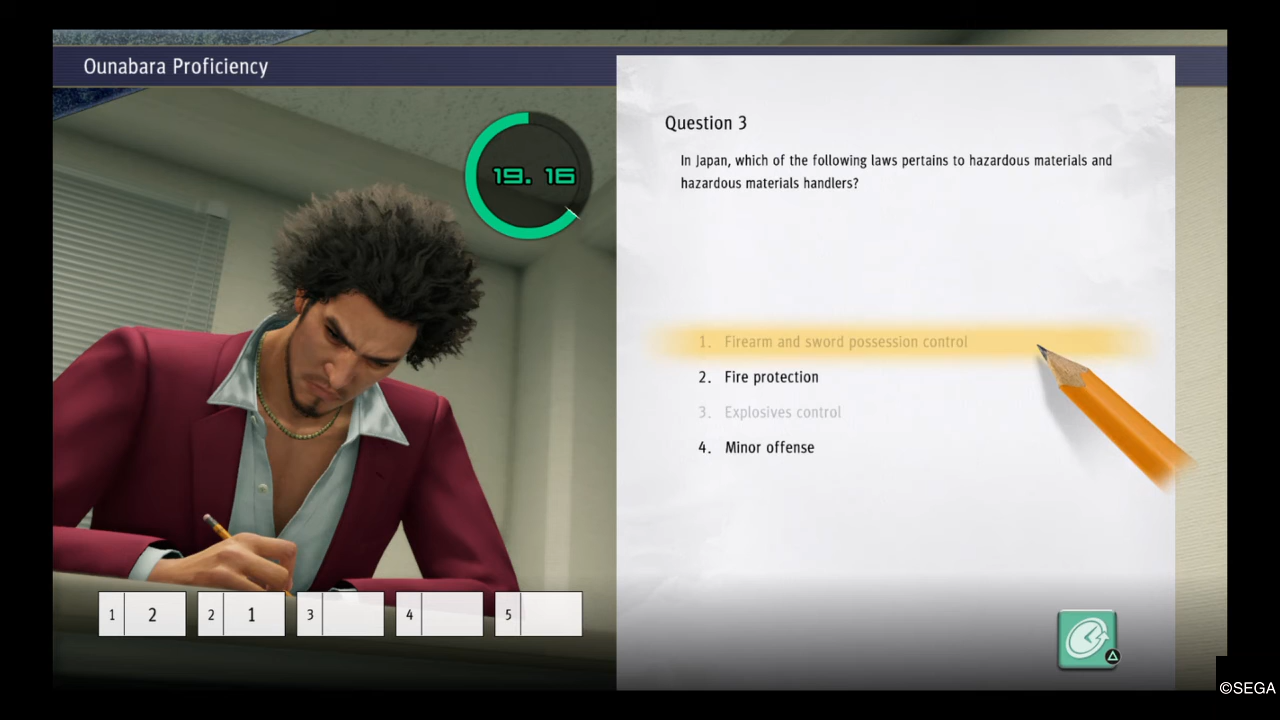 Ounabara Proficiency
19. 16
Question 3
In Japan, which of the following laws pertains to hazardous materials and
hazardous materials handlers?
1. Firearm and sword possession control
2. Fire protection
3. Explosives control
4. Minor offense
1 2 2 1 3 4 5
©SEGA